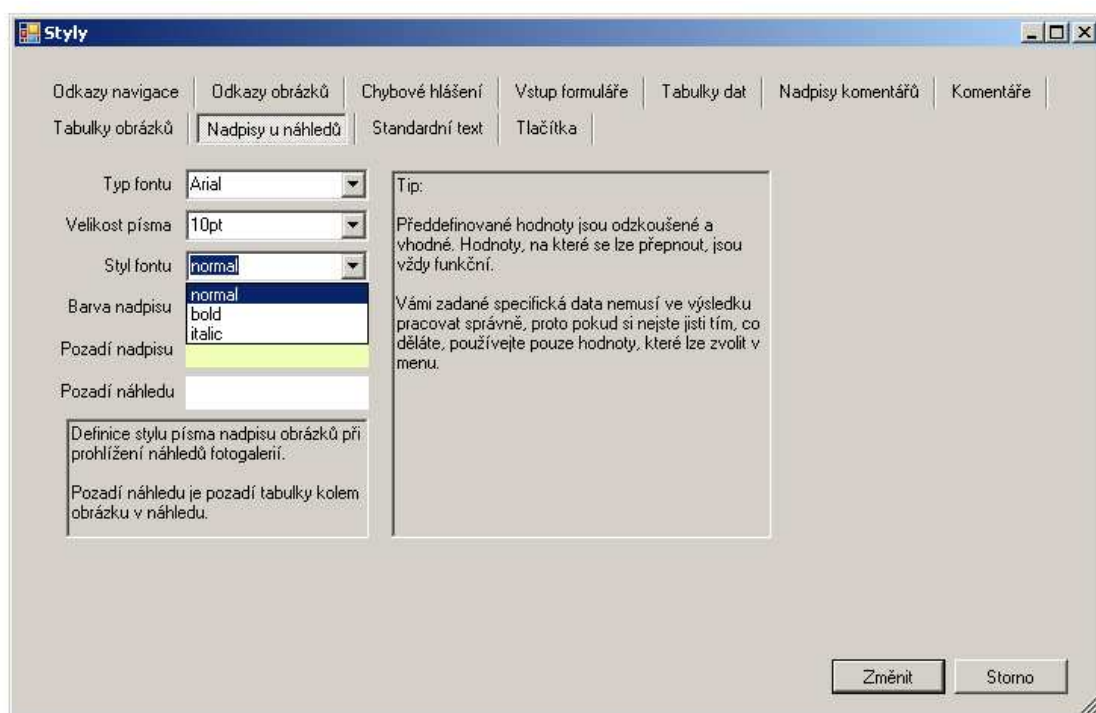 Styly
Odkazy navigace
Odkazy obrázků
Chybové hlášení
Vstup formuláře
Tabulky dat
Nadpisy komentářů
Komentáře
Tabulky obrázků
Nadpisy u náhledů
Standardní text
Tlačítka
Typ fontu
Arial
Velikost písma
10pt
Styl fontu
normal
normal
bold
italic
Barva nadpisu
Pozadí nadpisu
Pozadí náhledu
Definice stylu písma nadpisu obrázků při
prohlížení náhledů fotogalerií.
Pozadí náhledu je pozadí tabulky kolem
obrázku v náhledu.
Tip:
Předdefinované hodnoty jsou odzkoušené a
vhodné. Hodnoty, na které se lze přepnout, jsou
vždy funkční.
Vámi zadané specifická data nemusí ve výsledku
pracovat správně, proto pokud si nejste jisti tím, co
děláte, používejte pouze hodnoty, které lze zvolit v
menu.
Změnit
Storno